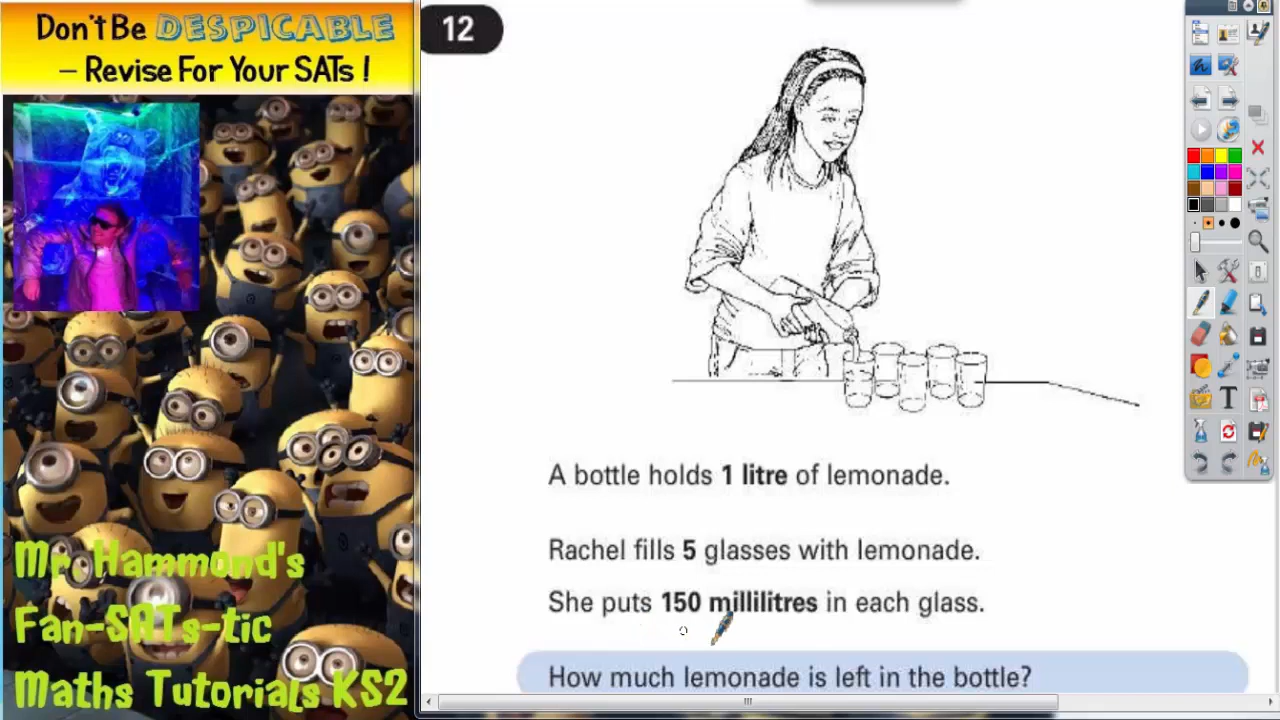 Don't Be DESPICABLE
– Revise For Your SATs !
12
A bottle holds 1 litre of lemonade.
Rachel fills 5 glasses with lemonade.
She puts 150 millilitres in each glass.
How much lemonade is left in the bottle?
Mr. Hammond's
Fan-SATs-tic
Maths Tutorials KS2